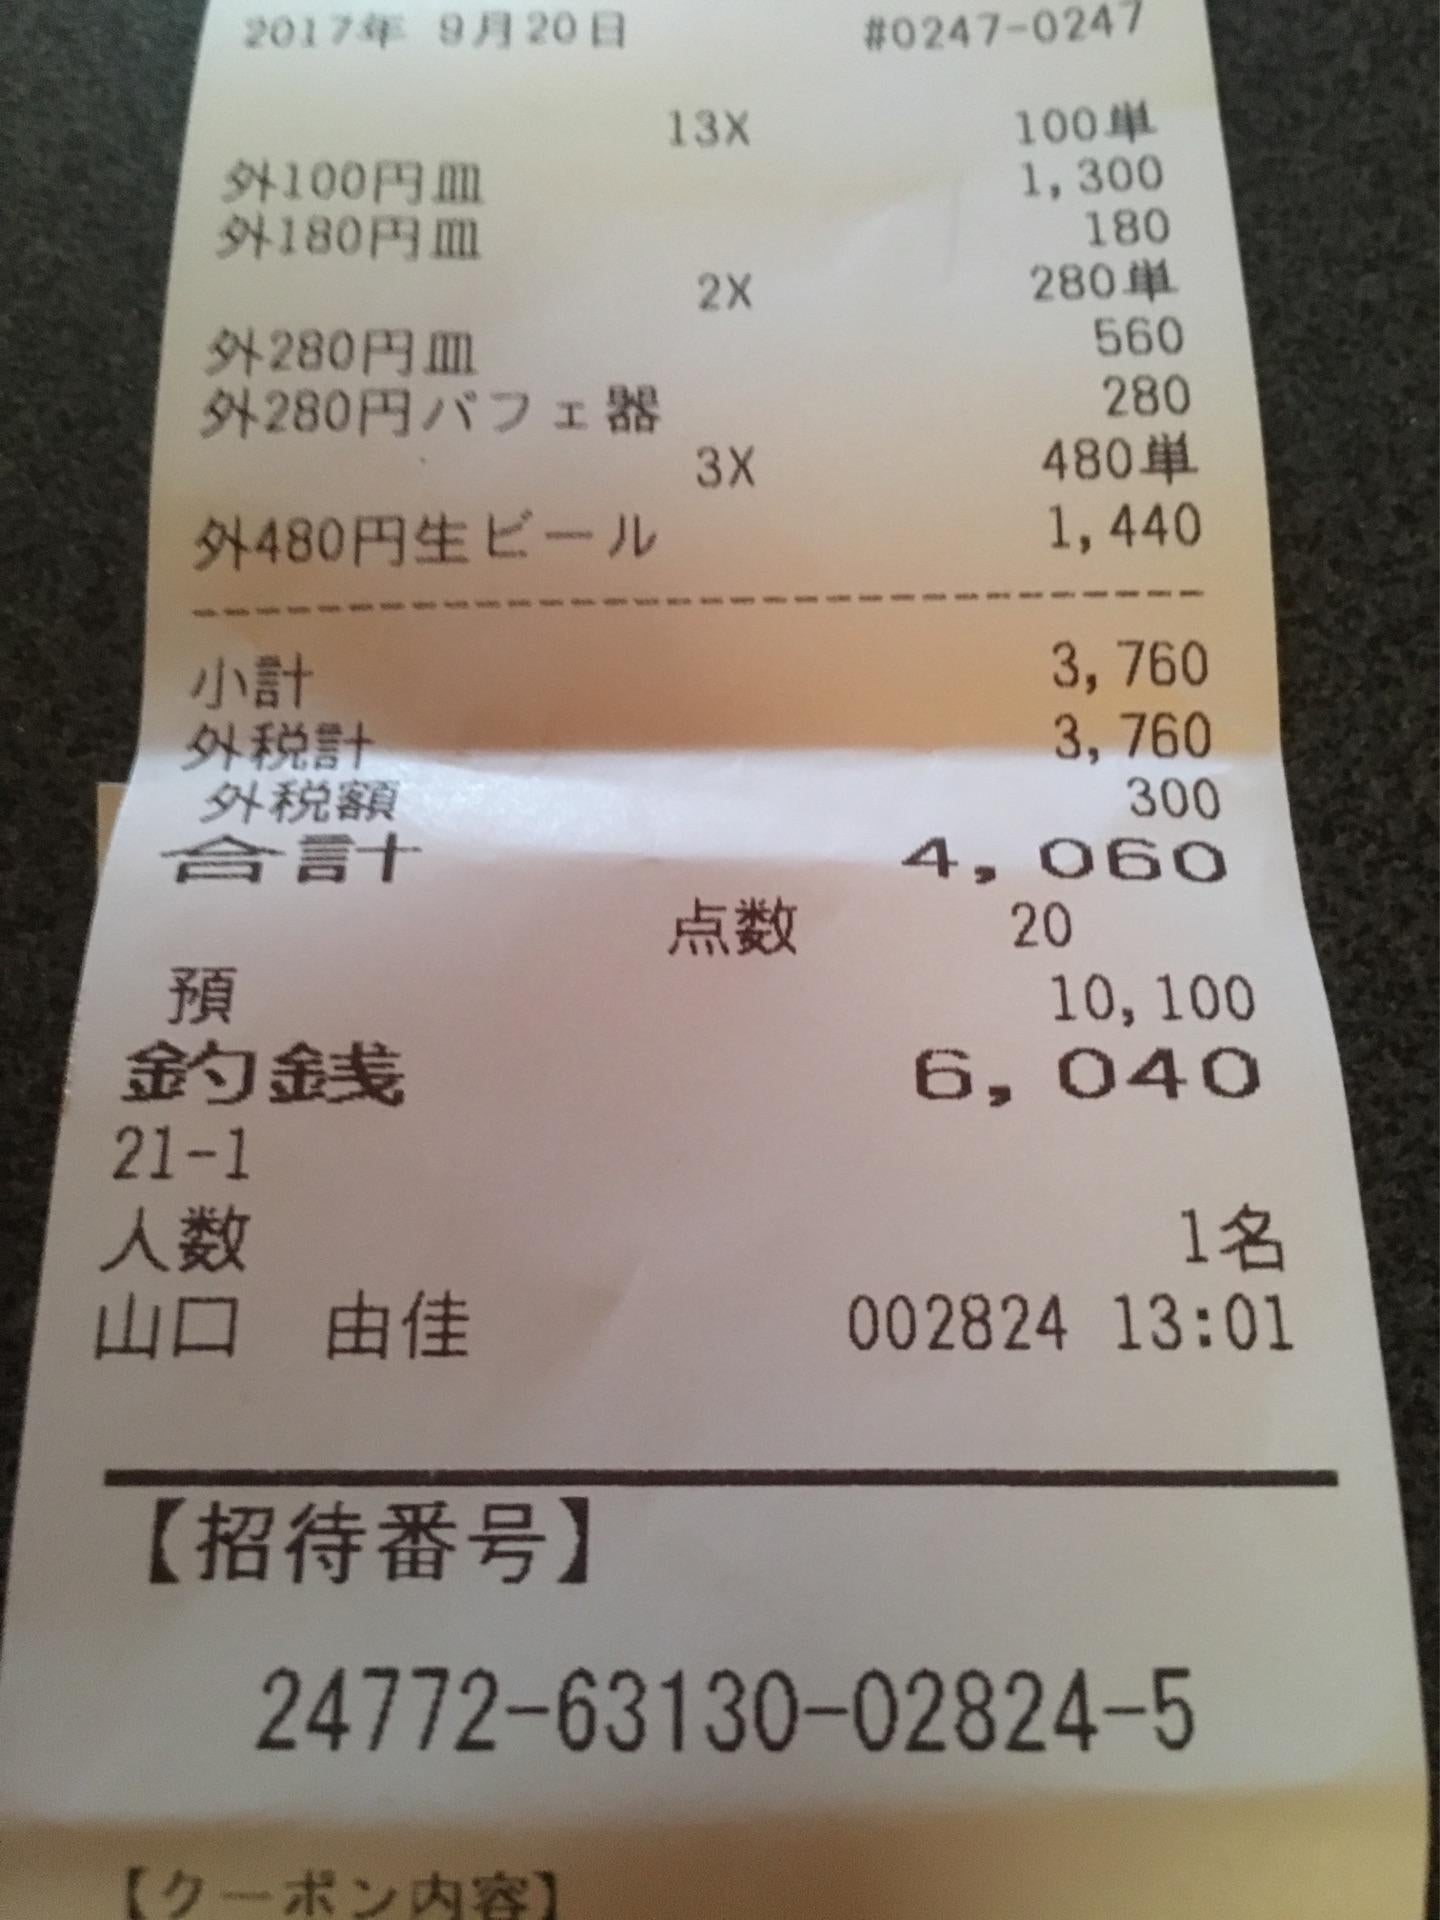 2017年 9月20日 #0247-0247
13X 100単
外100円皿 1,300
外180円皿 180
2X 280単
外280円皿 560
外280円パフェ器 280
3X 480単
外480円生ビール 1,440
小計 3,760
外税計 3,760
外税額 300
合計 4,060
点数 20
預 10,100
釣銭 6,040
21-1
人数 1名
山口 由佳 002824 13:01
【招待番号】
24772-63130-02824-5
【クーポン内容】